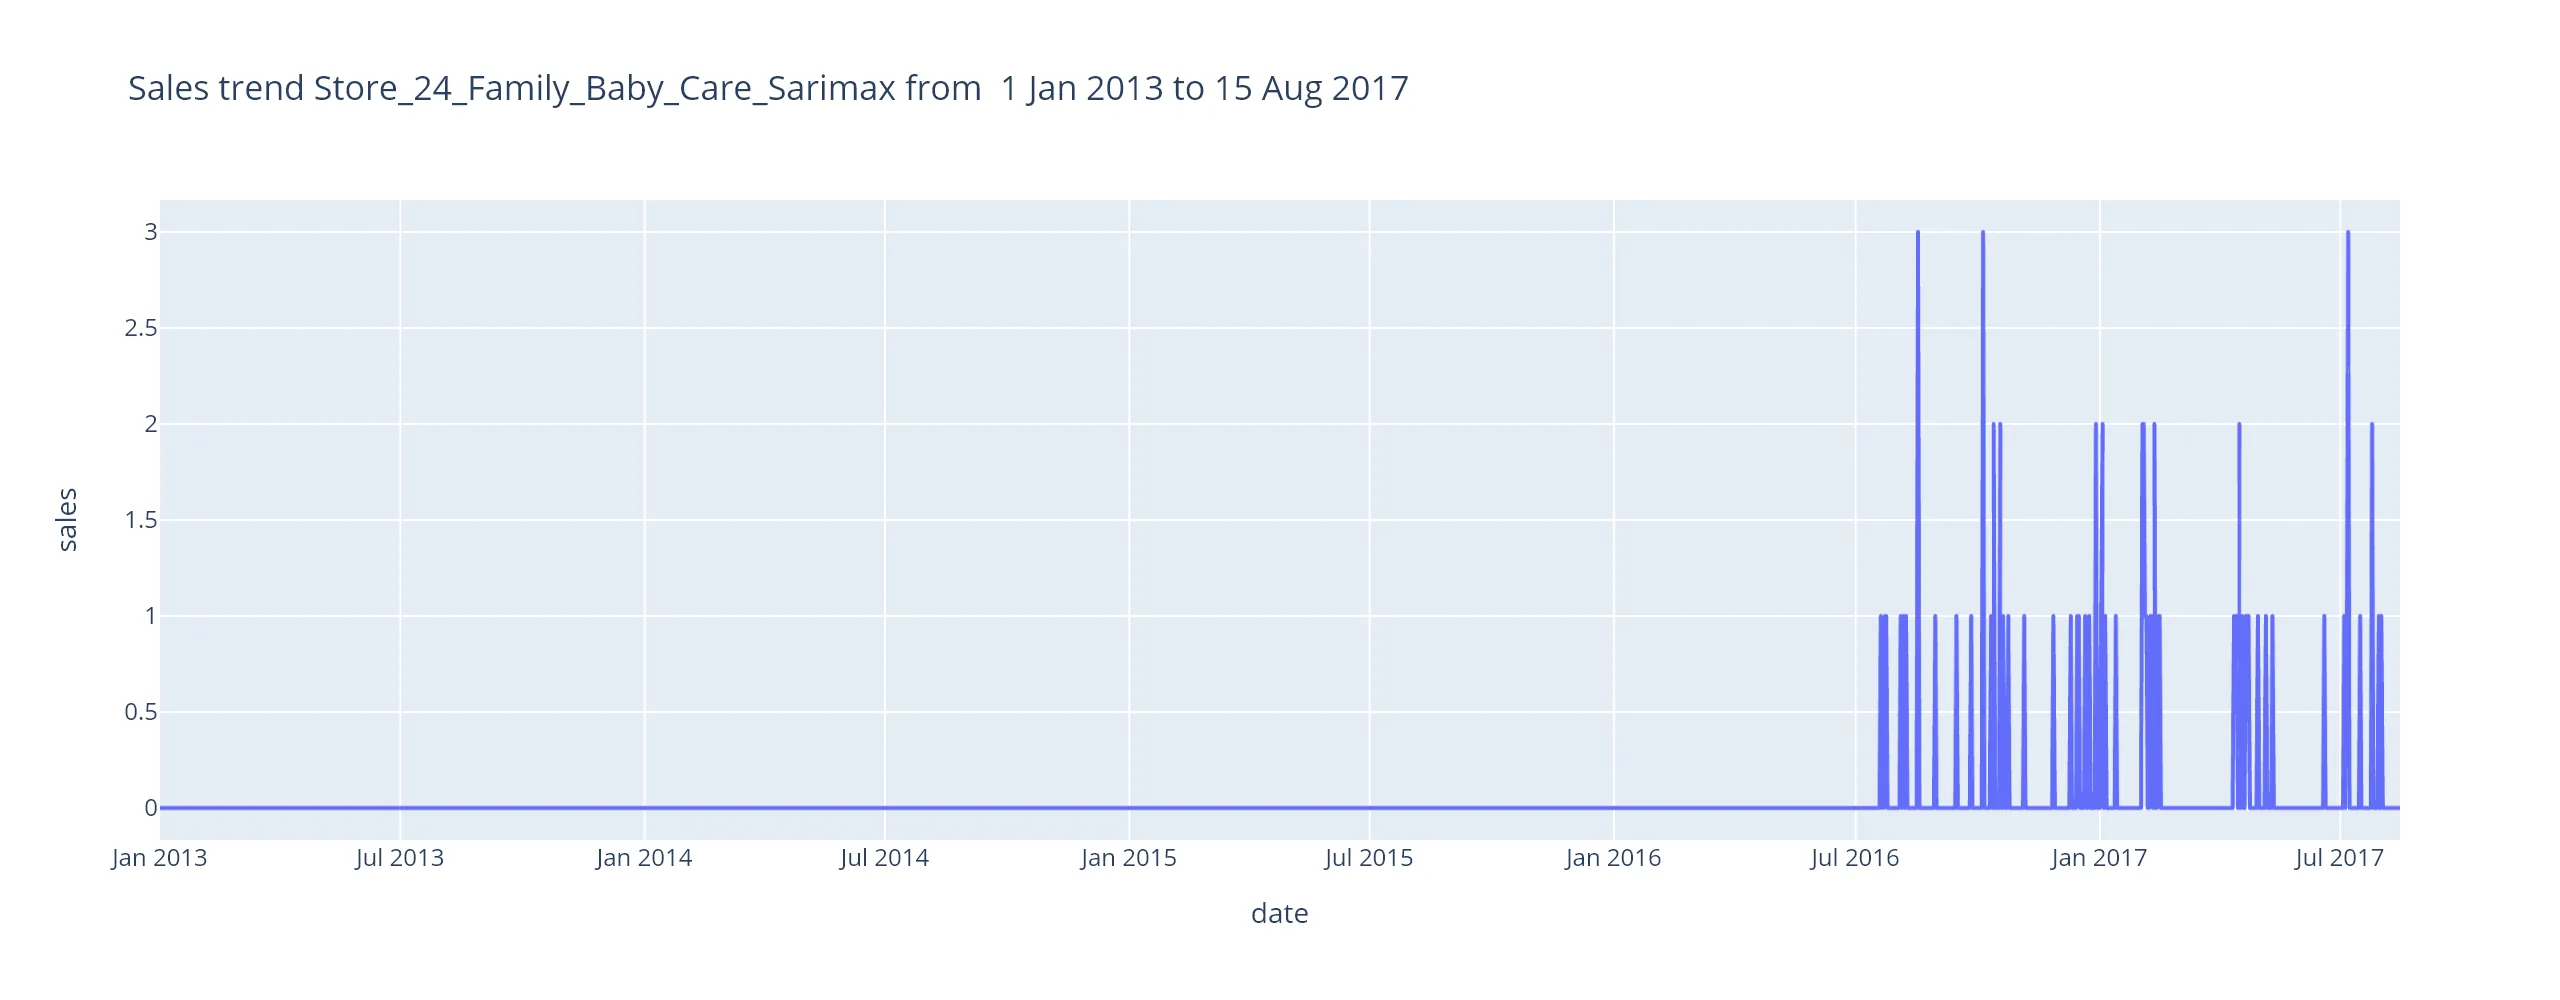 Sales trend Store_24_Family_Baby_Care_Sarimax from  1 Jan 2013 to 15 Aug 2017
3
2.5
2
1.5
1
0.5
0
sales
Jan 2013 Jul 2013 Jan 2014 Jul 2014 Jan 2015 Jul 2015 Jan 2016 Jul 2016 Jan 2017 Jul 2017
date